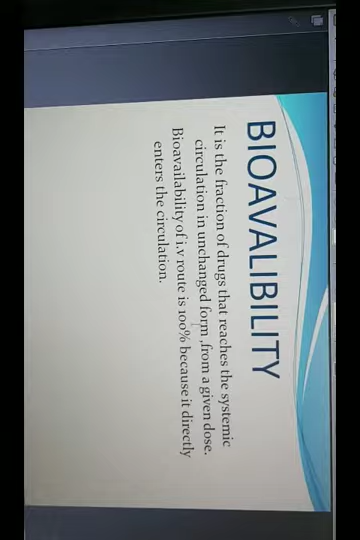 BIOAVALIBILITY
It is the fraction of drugs that reaches the systemic
circulation in unchanged form ,from a given dose.
Bioavailability of i.v route is 100% because it directly
enters the circulation.